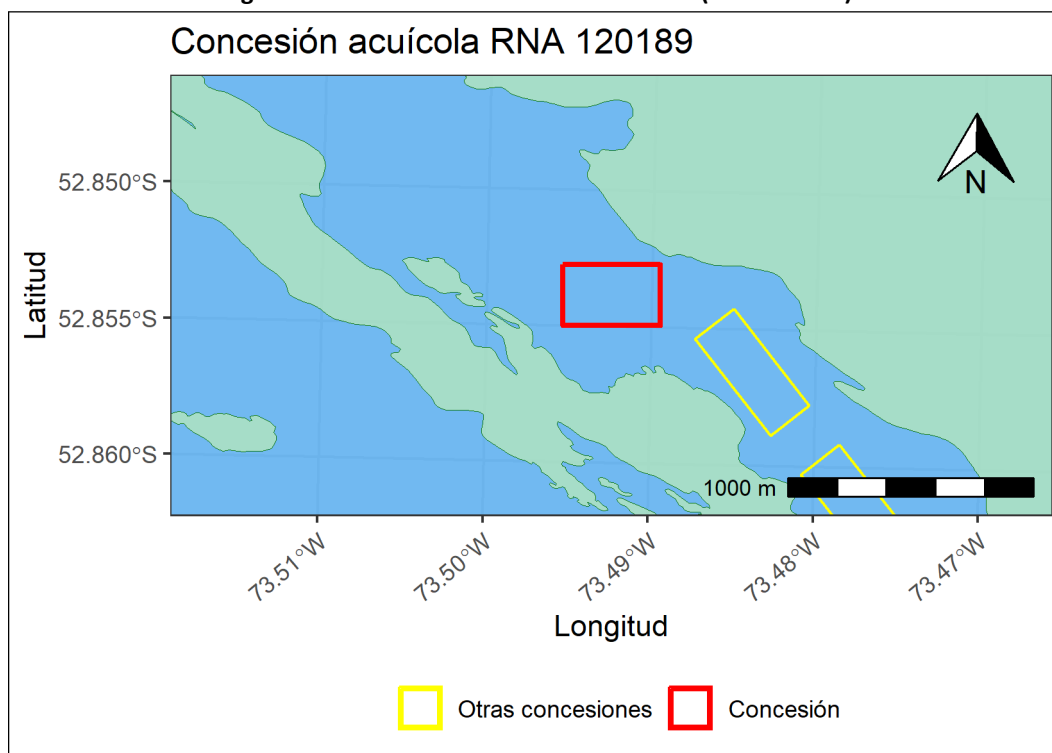 Concesión acuícola RNA 120189
N
52.850°S
52.855°S
52.860°S
Latitud
1000 m
73.51°W
73.50°W
73.49°W
73.48°W
73.47°W
Longitud
Otras concesiones
Concesión